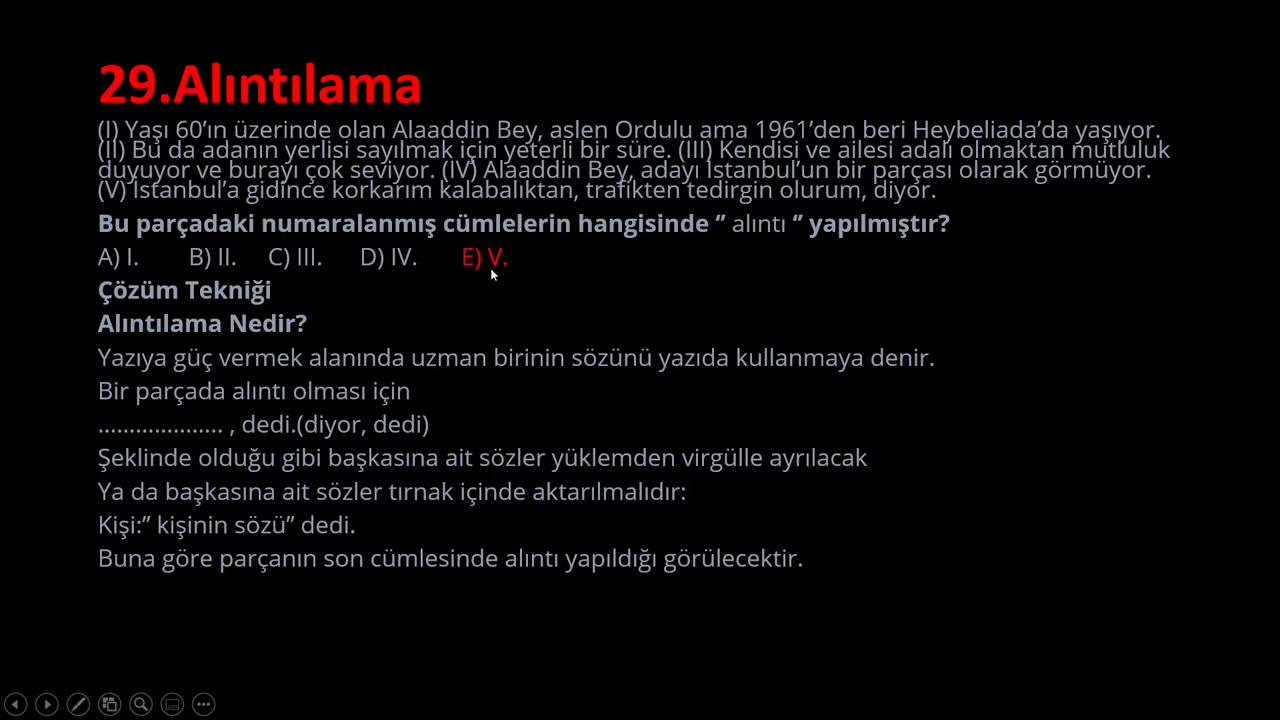 29.Alıntılama
(I) Yaşı 60’ın üzerinde olan Alaaddin Bey, aslen Ordulu ama 1961’den beri Heybeliada’da yaşıyor.
(II) Bu da adanın yerlisi sayılmak için yeterli bir süre. (III) Kendisi ve ailesi adalı olmaktan mutluluk
duyuyor ve burayı çok seviyor. (IV) Alaaddin Bey, adayı İstanbul’un bir parçası olarak görmüyor.
(V) İstanbul’a gidince korkarım kalabalıktan, trafikten tedirgin olurum, diyor.
Bu parçadaki numaralanmış cümlelerin hangisinde ‘’ alıntı ‘’ yapılmıştır?
A) I. B) II. C) III. D) IV. E) V.
Çözüm Tekniği
Alıntılama Nedir?
Yazıya güç vermek alanında uzman birinin sözünü yazıda kullanmaya denir.
Bir parçada alıntı olması için
.................... , dedi.(diyor, dedi)
Şeklinde olduğu gibi başkasına ait sözler yüklemden virgülle ayrılacak
Ya da başkasına ait sözler tırnak içinde aktarılmalıdır:
Kişi:” kişinin sözü” dedi.
Buna göre parçanın son cümlesinde alıntı yapıldığı görülecektir.